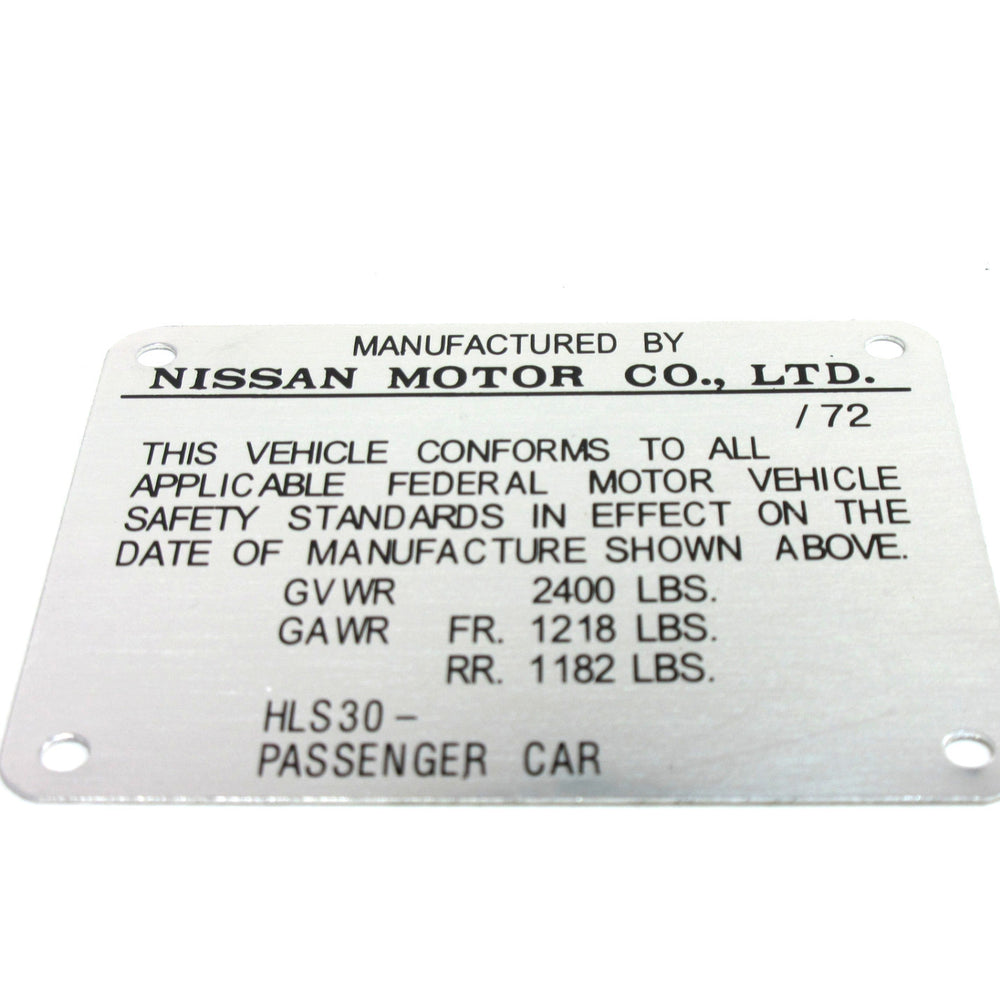 MANUFACTURED BY
NISSAN MOTOR CO., LTD.
/ 72
THIS VEHICLE CONFORMS TO ALL
APPLICABLE FEDERAL MOTOR VEHICLE
SAFETY STANDARDS IN EFFECT ON THE
DATE OF MANUFACTURE SHOWN ABOVE.
GVWR 2400 LBS.
GAWR FR. 1218 LBS.
RR. 1182 LBS.
HLS30 –
PASSENGER CAR